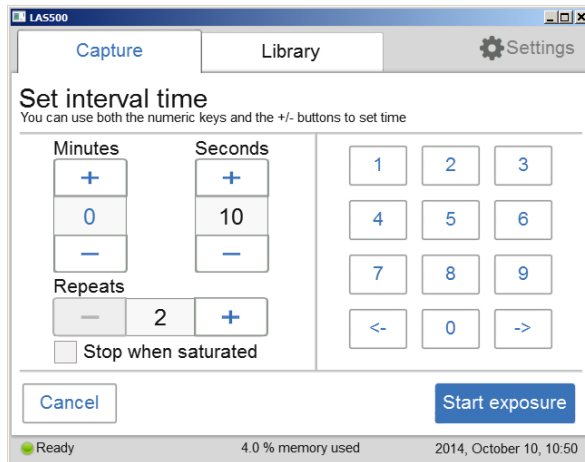 LAS500
Capture
Library
Settings
Set interval time
You can use both the numeric keys and the +/- buttons to set time
Minutes
Seconds
+
+
0
10
−
−
Repeats
−
2
+
Stop when saturated
1
2
3
4
5
6
7
8
9
<-
0
->
Cancel
Start exposure
Ready
4.0 % memory used
2014, October 10, 10:50